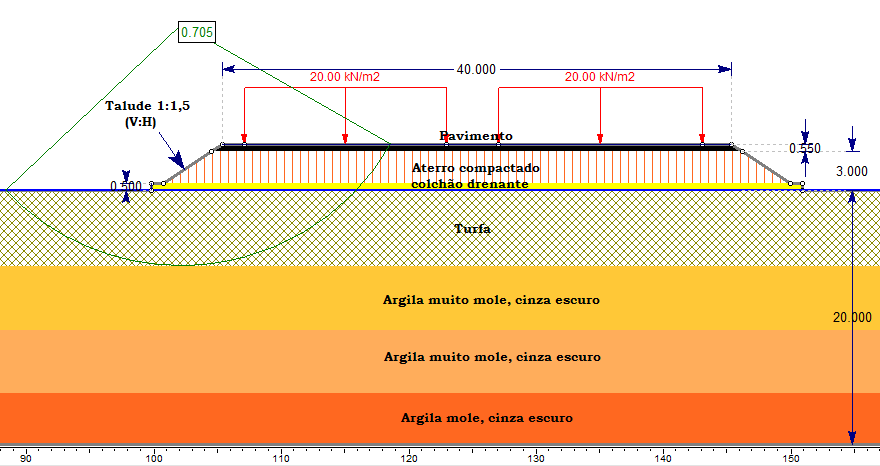 0.705
40.000
20.00 kN/m2
20.00 kN/m2
Talude 1:1,5
(V:H)
Pavimento
0.550
Aterro compactado
3.000
colchão drenante
0.500
Turfa
Argila muito mole, cinza escuro
20.000
Argila muito mole, cinza escuro
Argila mole, cinza escuro
90 100 110 120 130 140 150